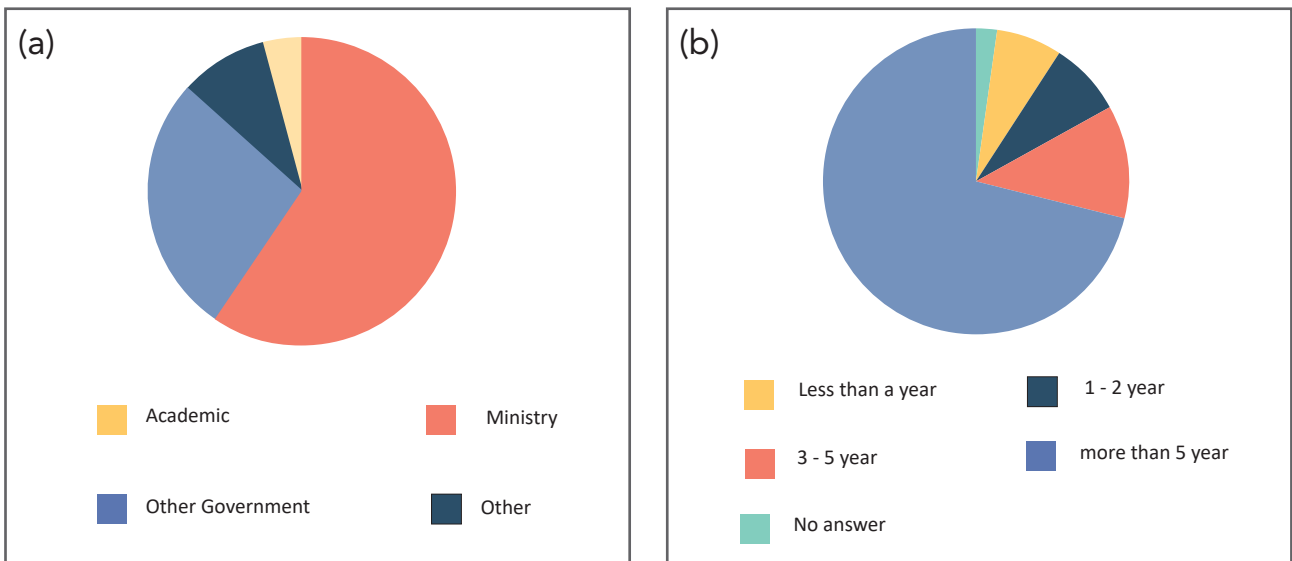 (a)
Academic
Ministry
Other Government
Other
(b)
Less than a year
1 - 2 year
3 - 5 year
more than 5 year
No answer